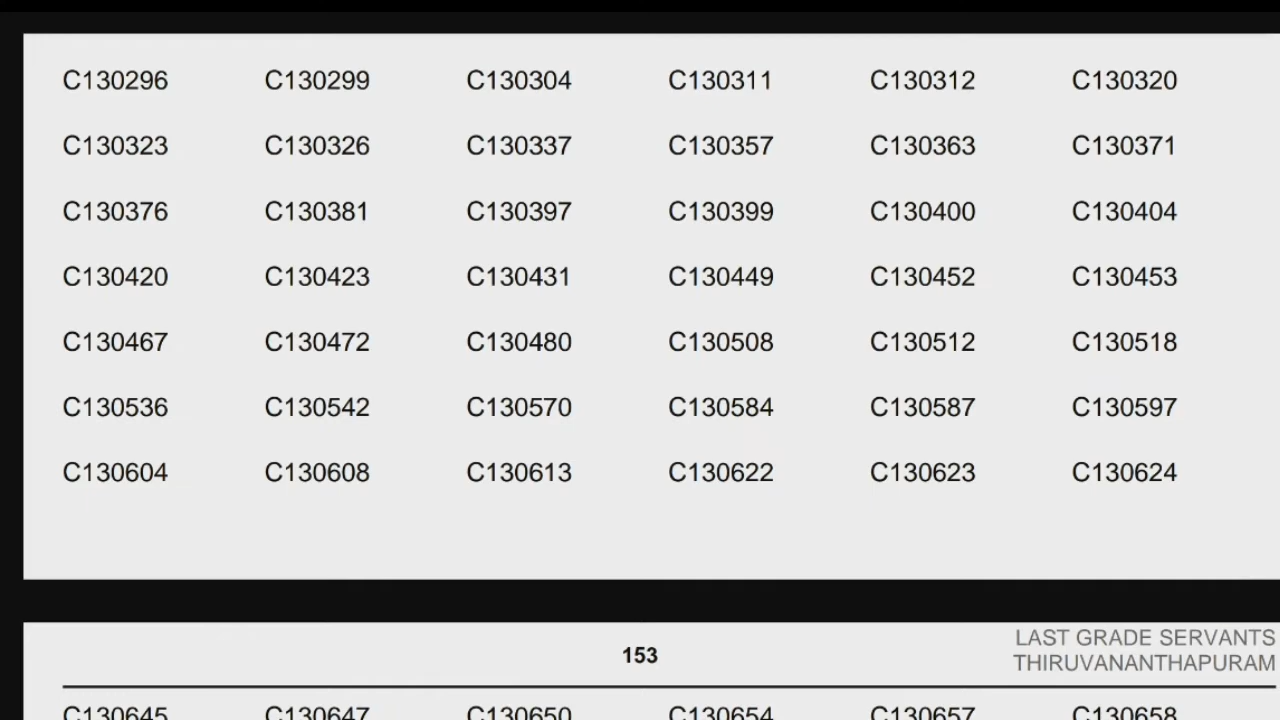 C130296 C130299 C130304 C130311 C130312 C130320
C130323 C130326 C130337 C130357 C130363 C130371
C130376 C130381 C130397 C130399 C130400 C130404
C130420 C130423 C130431 C130449 C130452 C130453
C130467 C130472 C130480 C130508 C130512 C130518
C130536 C130542 C130570 C130584 C130587 C130597
C130604 C130608 C130613 C130622 C130623 C130624
153
LAST GRADE SERVANTS
THIRUVANANTHAPURAM
C130645 C130647 C130650 C130654 C130657 C130658